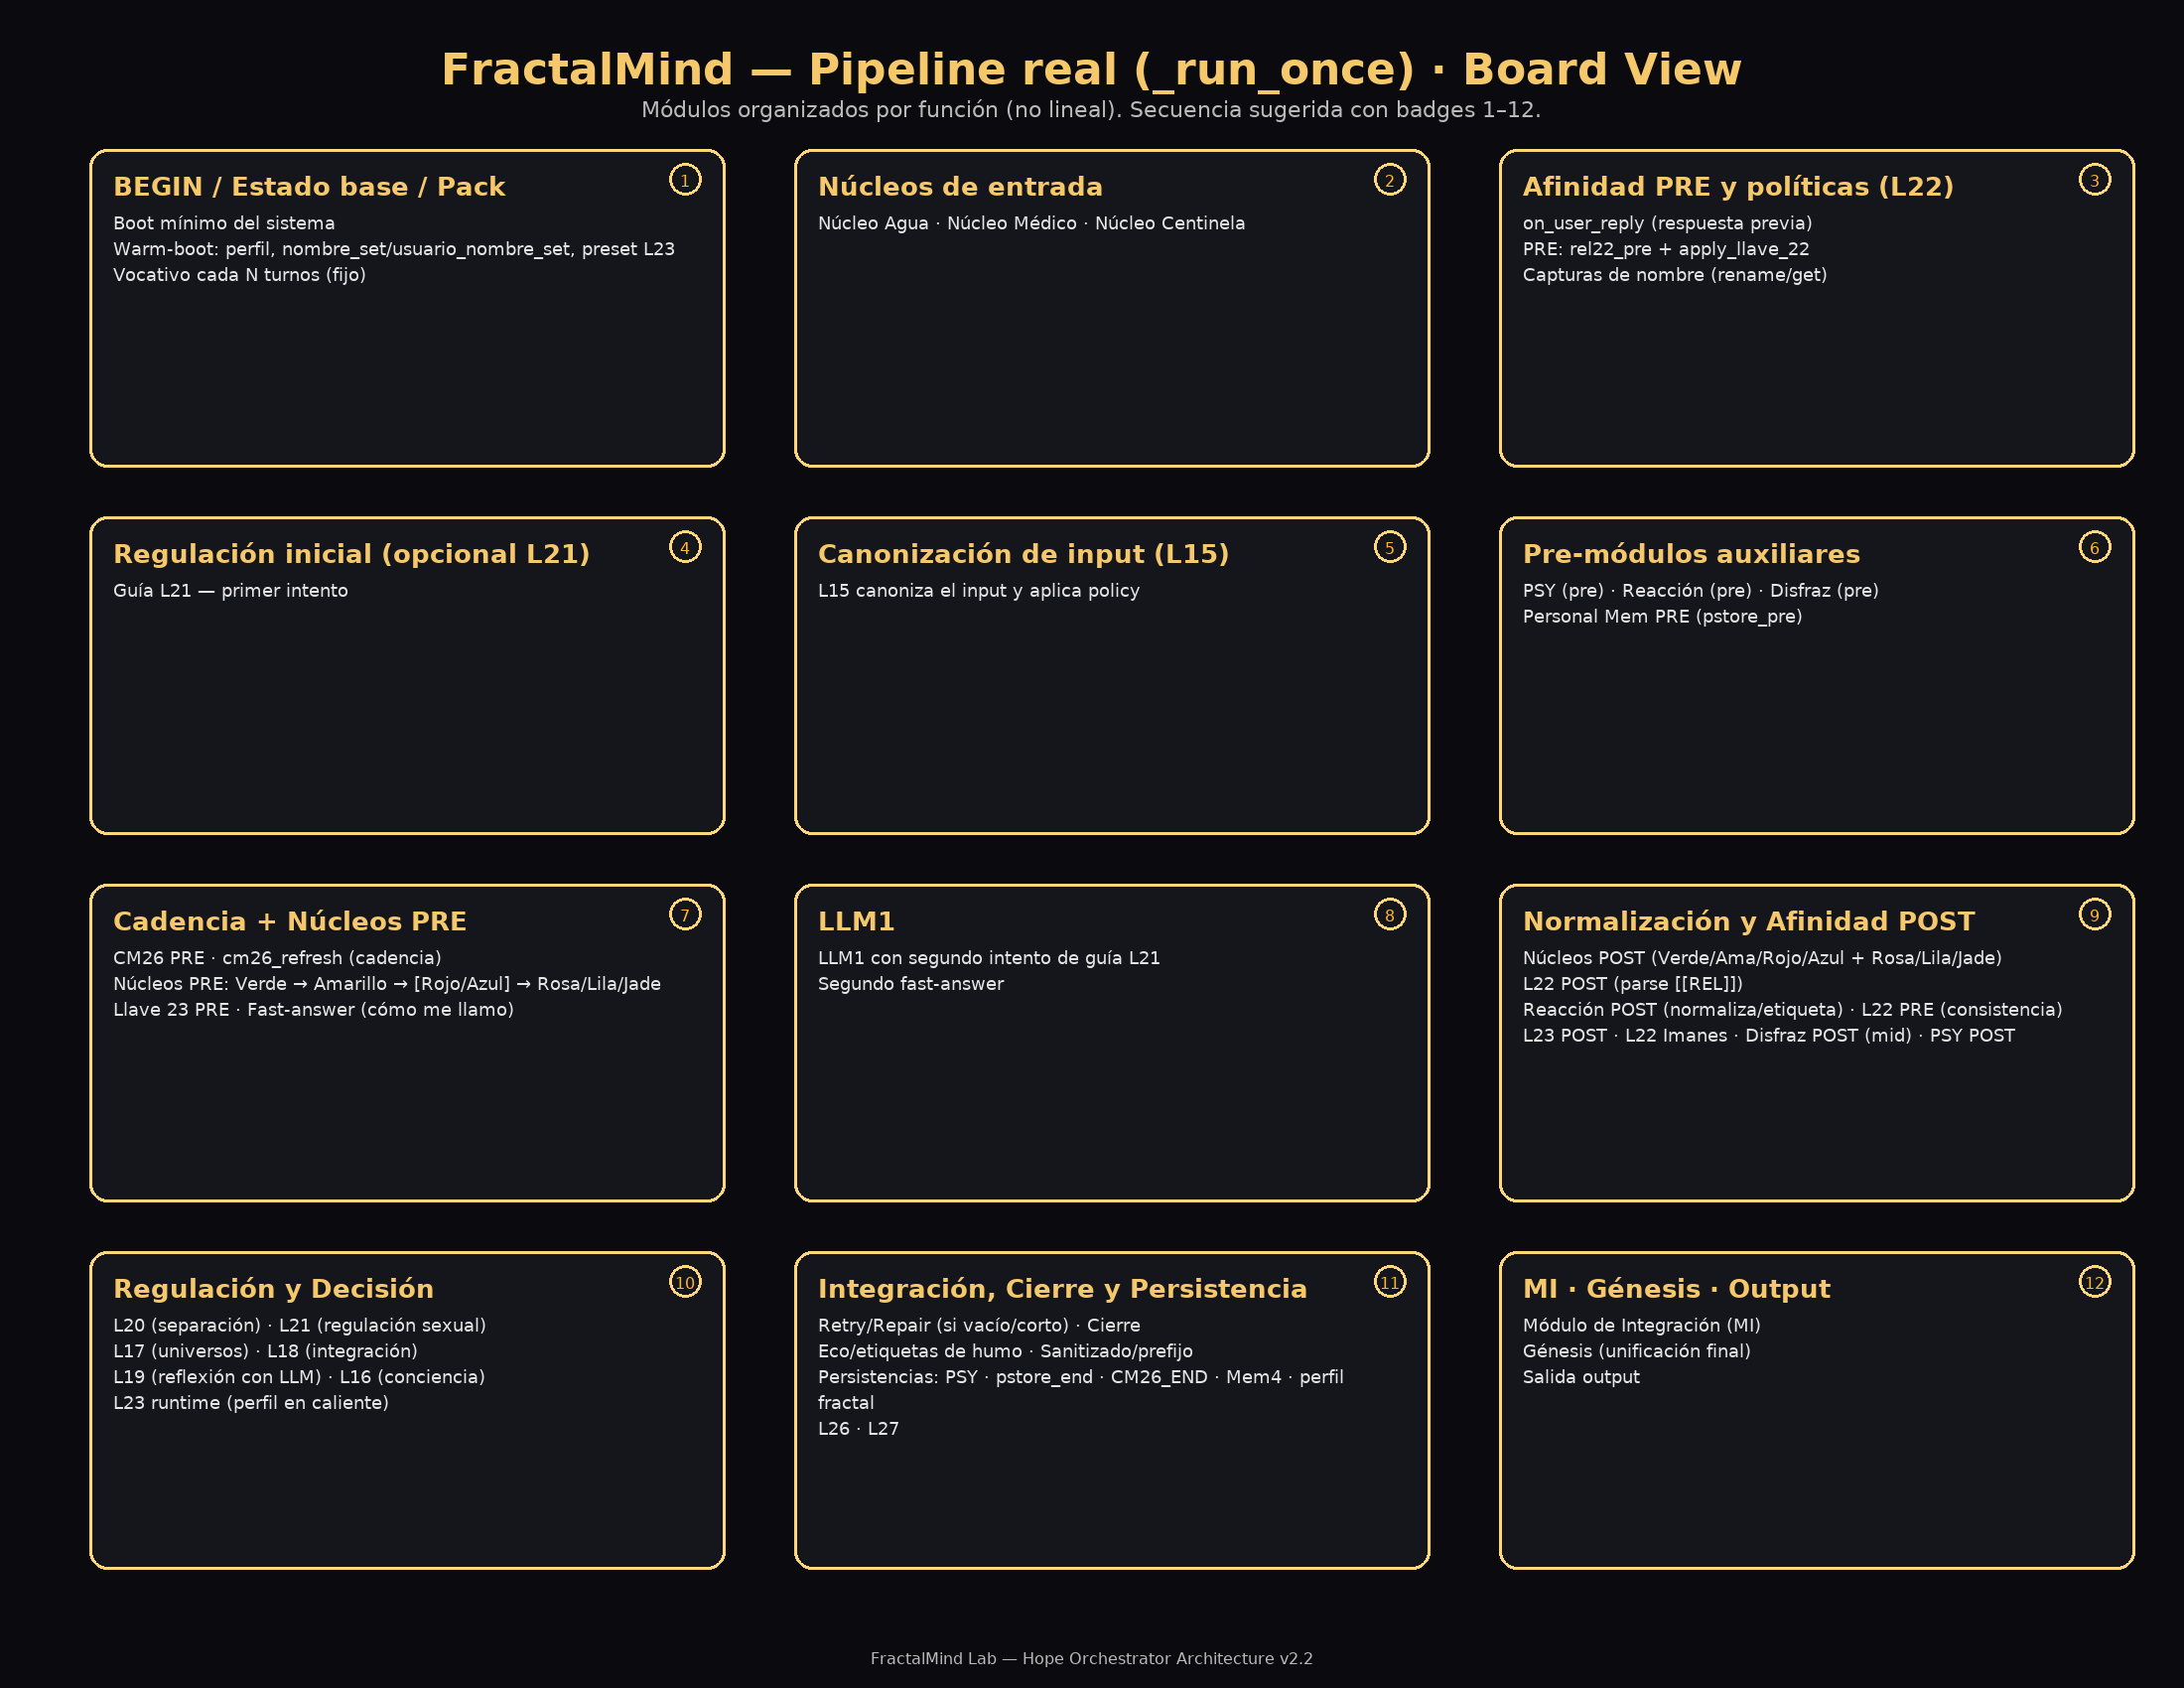 FractalMind — Pipeline real (_run_once) · Board View
Módulos organizados por función (no lineal). Secuencia sugerida con badges 1–12.
BEGIN / Estado base / Pack
1
Boot mínimo del sistema
Warm-boot: perfil, nombre_set/usuario_nombre_set, preset L23
Vocativo cada N turnos (fijo)
Núcleos de entrada
2
Núcleo Agua · Núcleo Médico · Núcleo Centinela
Afinidad PRE y políticas (L22)
3
on_user_reply (respuesta previa)
PRE: rel22_pre + apply_llave_22
Capturas de nombre (rename/get)
Regulación inicial (opcional L21)
4
Guía L21 — primer intento
Canonización de input (L15)
5
L15 canoniza el input y aplica policy
Pre-módulos auxiliares
6
PSY (pre) · Reacción (pre) · Disfraz (pre)
Personal Mem PRE (pstore_pre)
Cadencia + Núcleos PRE
7
CM26 PRE · cm26_refresh (cadencia)
Núcleos PRE: Verde → Amarillo → [Rojo/Azul] → Rosa/Lila/Jade
Llave 23 PRE · Fast-answer (cómo me llamo)
LLM1
8
LLM1 con segundo intento de guía L21
Segundo fast-answer
Normalización y Afinidad POST
9
Núcleos POST (Verde/Ama/Rojo/Azul + Rosa/Lila/Jade)
L22 POST (parse [[REL]])
Reacción POST (normaliza/etiqueta) · L22 PRE (consistencia)
L23 POST · L22 Imanes · Disfraz POST (mid) · PSY POST
Regulación y Decisión
10
L20 (separación) · L21 (regulación sexual)
L17 (universos) · L18 (integración)
L19 (reflexión con LLM) · L16 (conciencia)
L23 runtime (perfil en caliente)
Integración, Cierre y Persistencia
11
Retry/Repair (si vacío/corto) · Cierre
Eco/etiquetas de humo · Sanitizado/prefijo
Persistencias: PSY · pstore_end · CM26_END · Mem4 · perfil
fractal
L26 · L27
MI · Génesis · Output
12
Módulo de Integración (MI)
Génesis (unificación final)
Salida output
FractalMind Lab — Hope Orchestrator Architecture v2.2